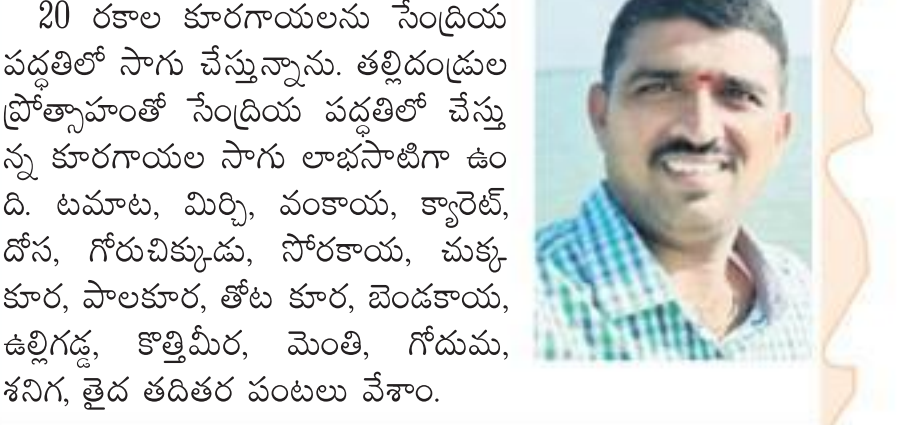 20 రకాల కూరగాయలను సేంద్రియ
పద్ధతిలో సాగు చేస్తున్నాను. తల్లిదండ్రుల
ప్రోత్సాహంతో సేంద్రియ పద్ధతిలో చేస్తు
న్న కూరగాయల సాగు లాభసాటిగా ఉం
ది. టమాట, మిర్చి, వంకాయ, క్యారెట్,
దోస, గోరుచిక్కుడు, సోరకాయ, చుక్క
కూర, పాలకూర, తోట కూర, బెండకాయ,
ఉల్లిగడ్డ, కొత్తిమీర, మెంతి, గోదుమ,
శనిగ, తైద తదితర పంటలు వేశాం.